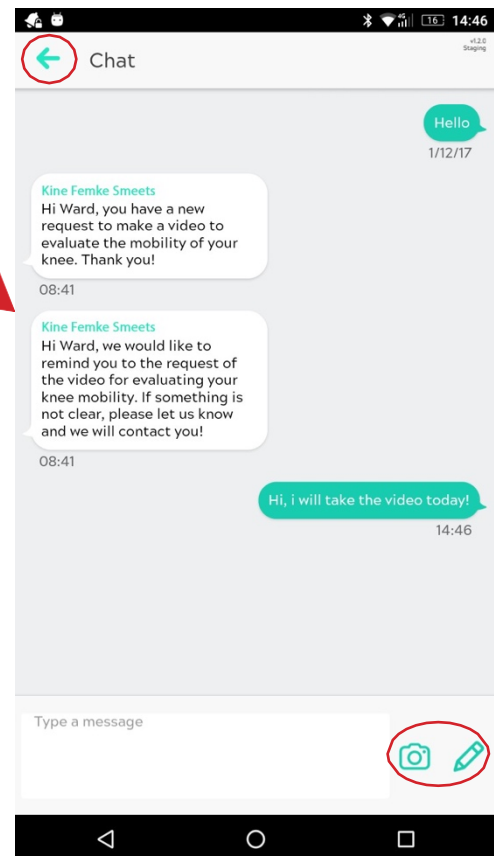 16 14:46
v1.2.0
Staging
Chat
Hello
1/12/17
Kine Femke Smeets
Hi Ward, you have a new
request to make a video to
evaluate the mobility of your
knee. Thank you!
08:41
Kine Femke Smeets
Hi Ward, we would like to
remind you to the request of
the video for evaluating your
knee mobility. If something is
not clear, please let us know
and we will contact you!
08:41
Hi, i will take the video today!
14:46
Type a message